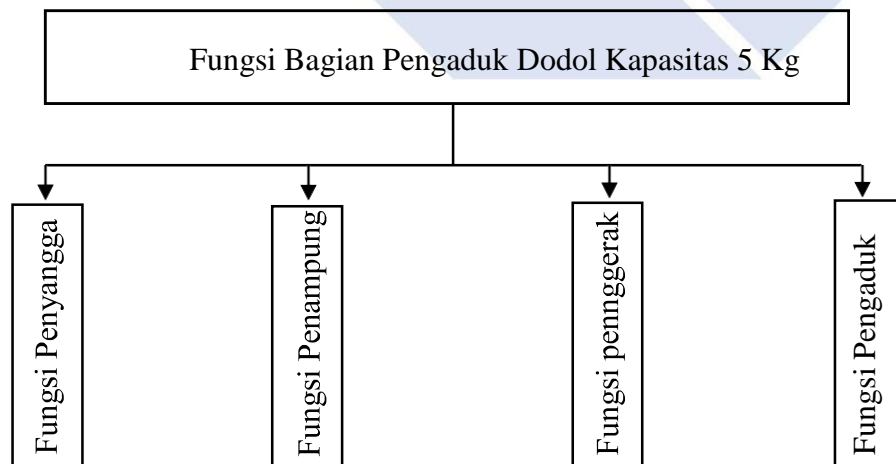 Fungsi Bagian Pengaduk Dodol Kapasitas 5 Kg
Fungsi Penyangga
Fungsi Penampung
Fungsi pennggerak
Fungsi Pengaduk